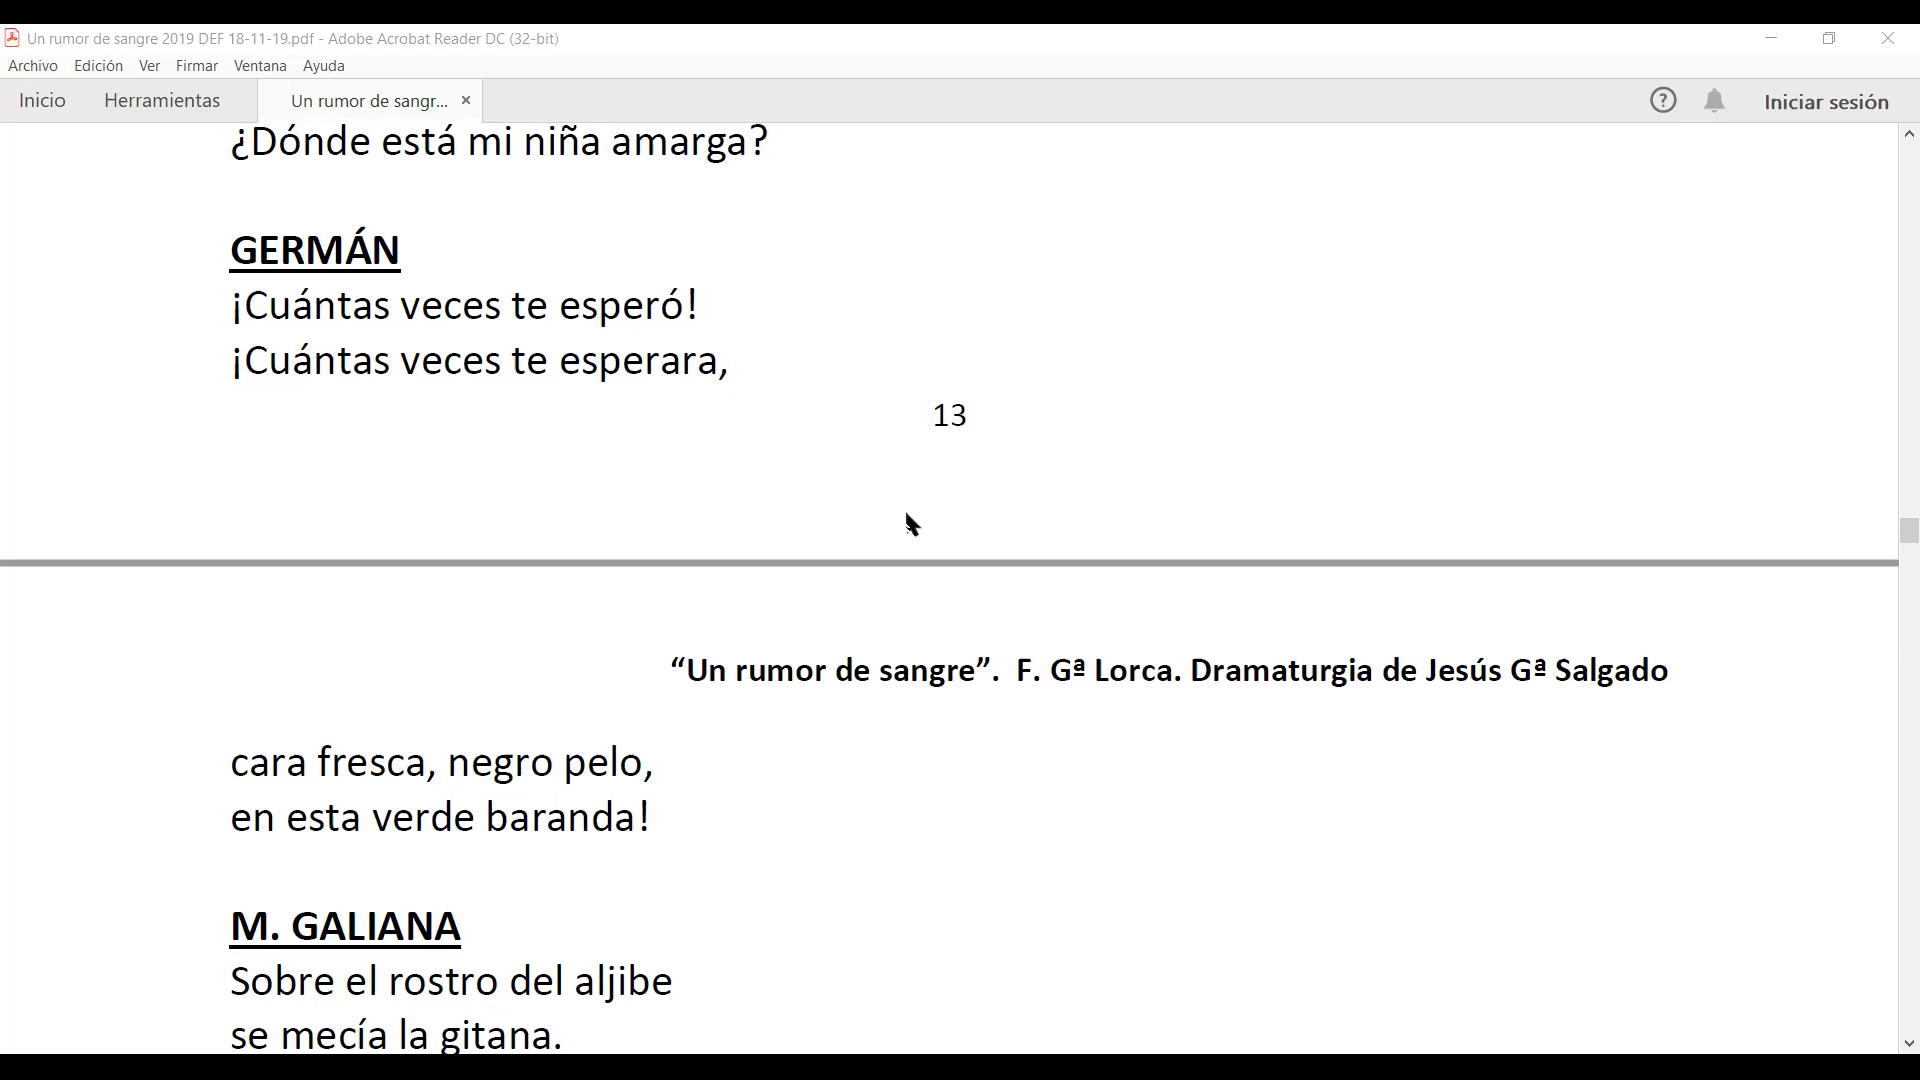 Un rumor de sangre 2019 DEF 18-11-19.pdf - Adobe Acrobat Reader DC (32-bit)
Archivo Edición Ver Firmar Ventana Ayuda
Inicio Herramientas Un rumor de sangr... × ? Iniciar sesión
¿Dónde está mi niña amarga?
GERMÁN
¡Cuántas veces te esperó!
¡Cuántas veces te esperara,
13
“Un rumor de sangre”. F. Gª Lorca. Dramaturgia de Jesús Gª Salgado
cara fresca, negro pelo,
en esta verde baranda!
M. GALIANA
Sobre el rostro del aljibe
se mecía la gitana.